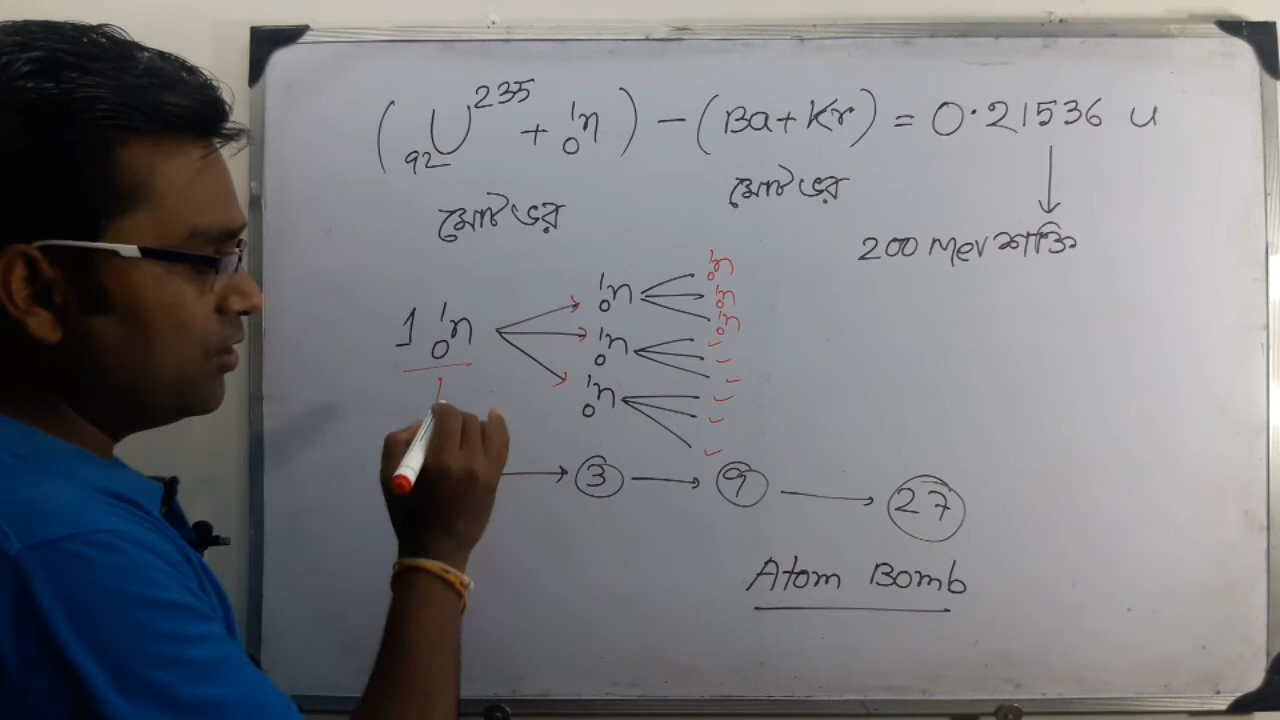 (₉₂U²³⁵ + ₀¹n) − (Ba + Kr) = 0.21536 u
মোট ভর মোট ভর
200 Mev শক্তি
1 ₀¹n → ₀¹n ₀¹n
₀¹n
₀¹n
₀¹n
₀¹n
→ 3 → 9 → 27
Atom Bomb